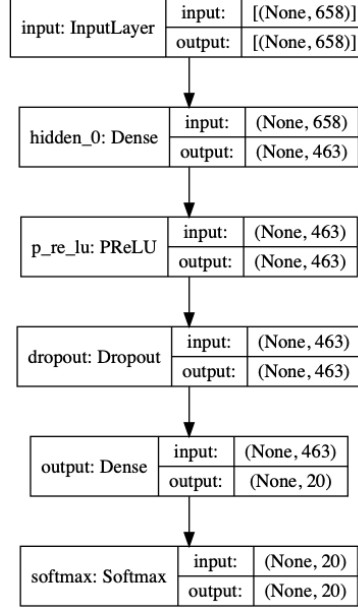 input: InputLayer
input: [(None, 658)]
output: [(None, 658)]
hidden_0: Dense
input: (None, 658)
output: (None, 463)
p_re_lu: PReLU
input: (None, 463)
output: (None, 463)
dropout: Dropout
input: (None, 463)
output: (None, 463)
output: Dense
input: (None, 463)
output: (None, 20)
softmax: Softmax
input: (None, 20)
output: (None, 20)